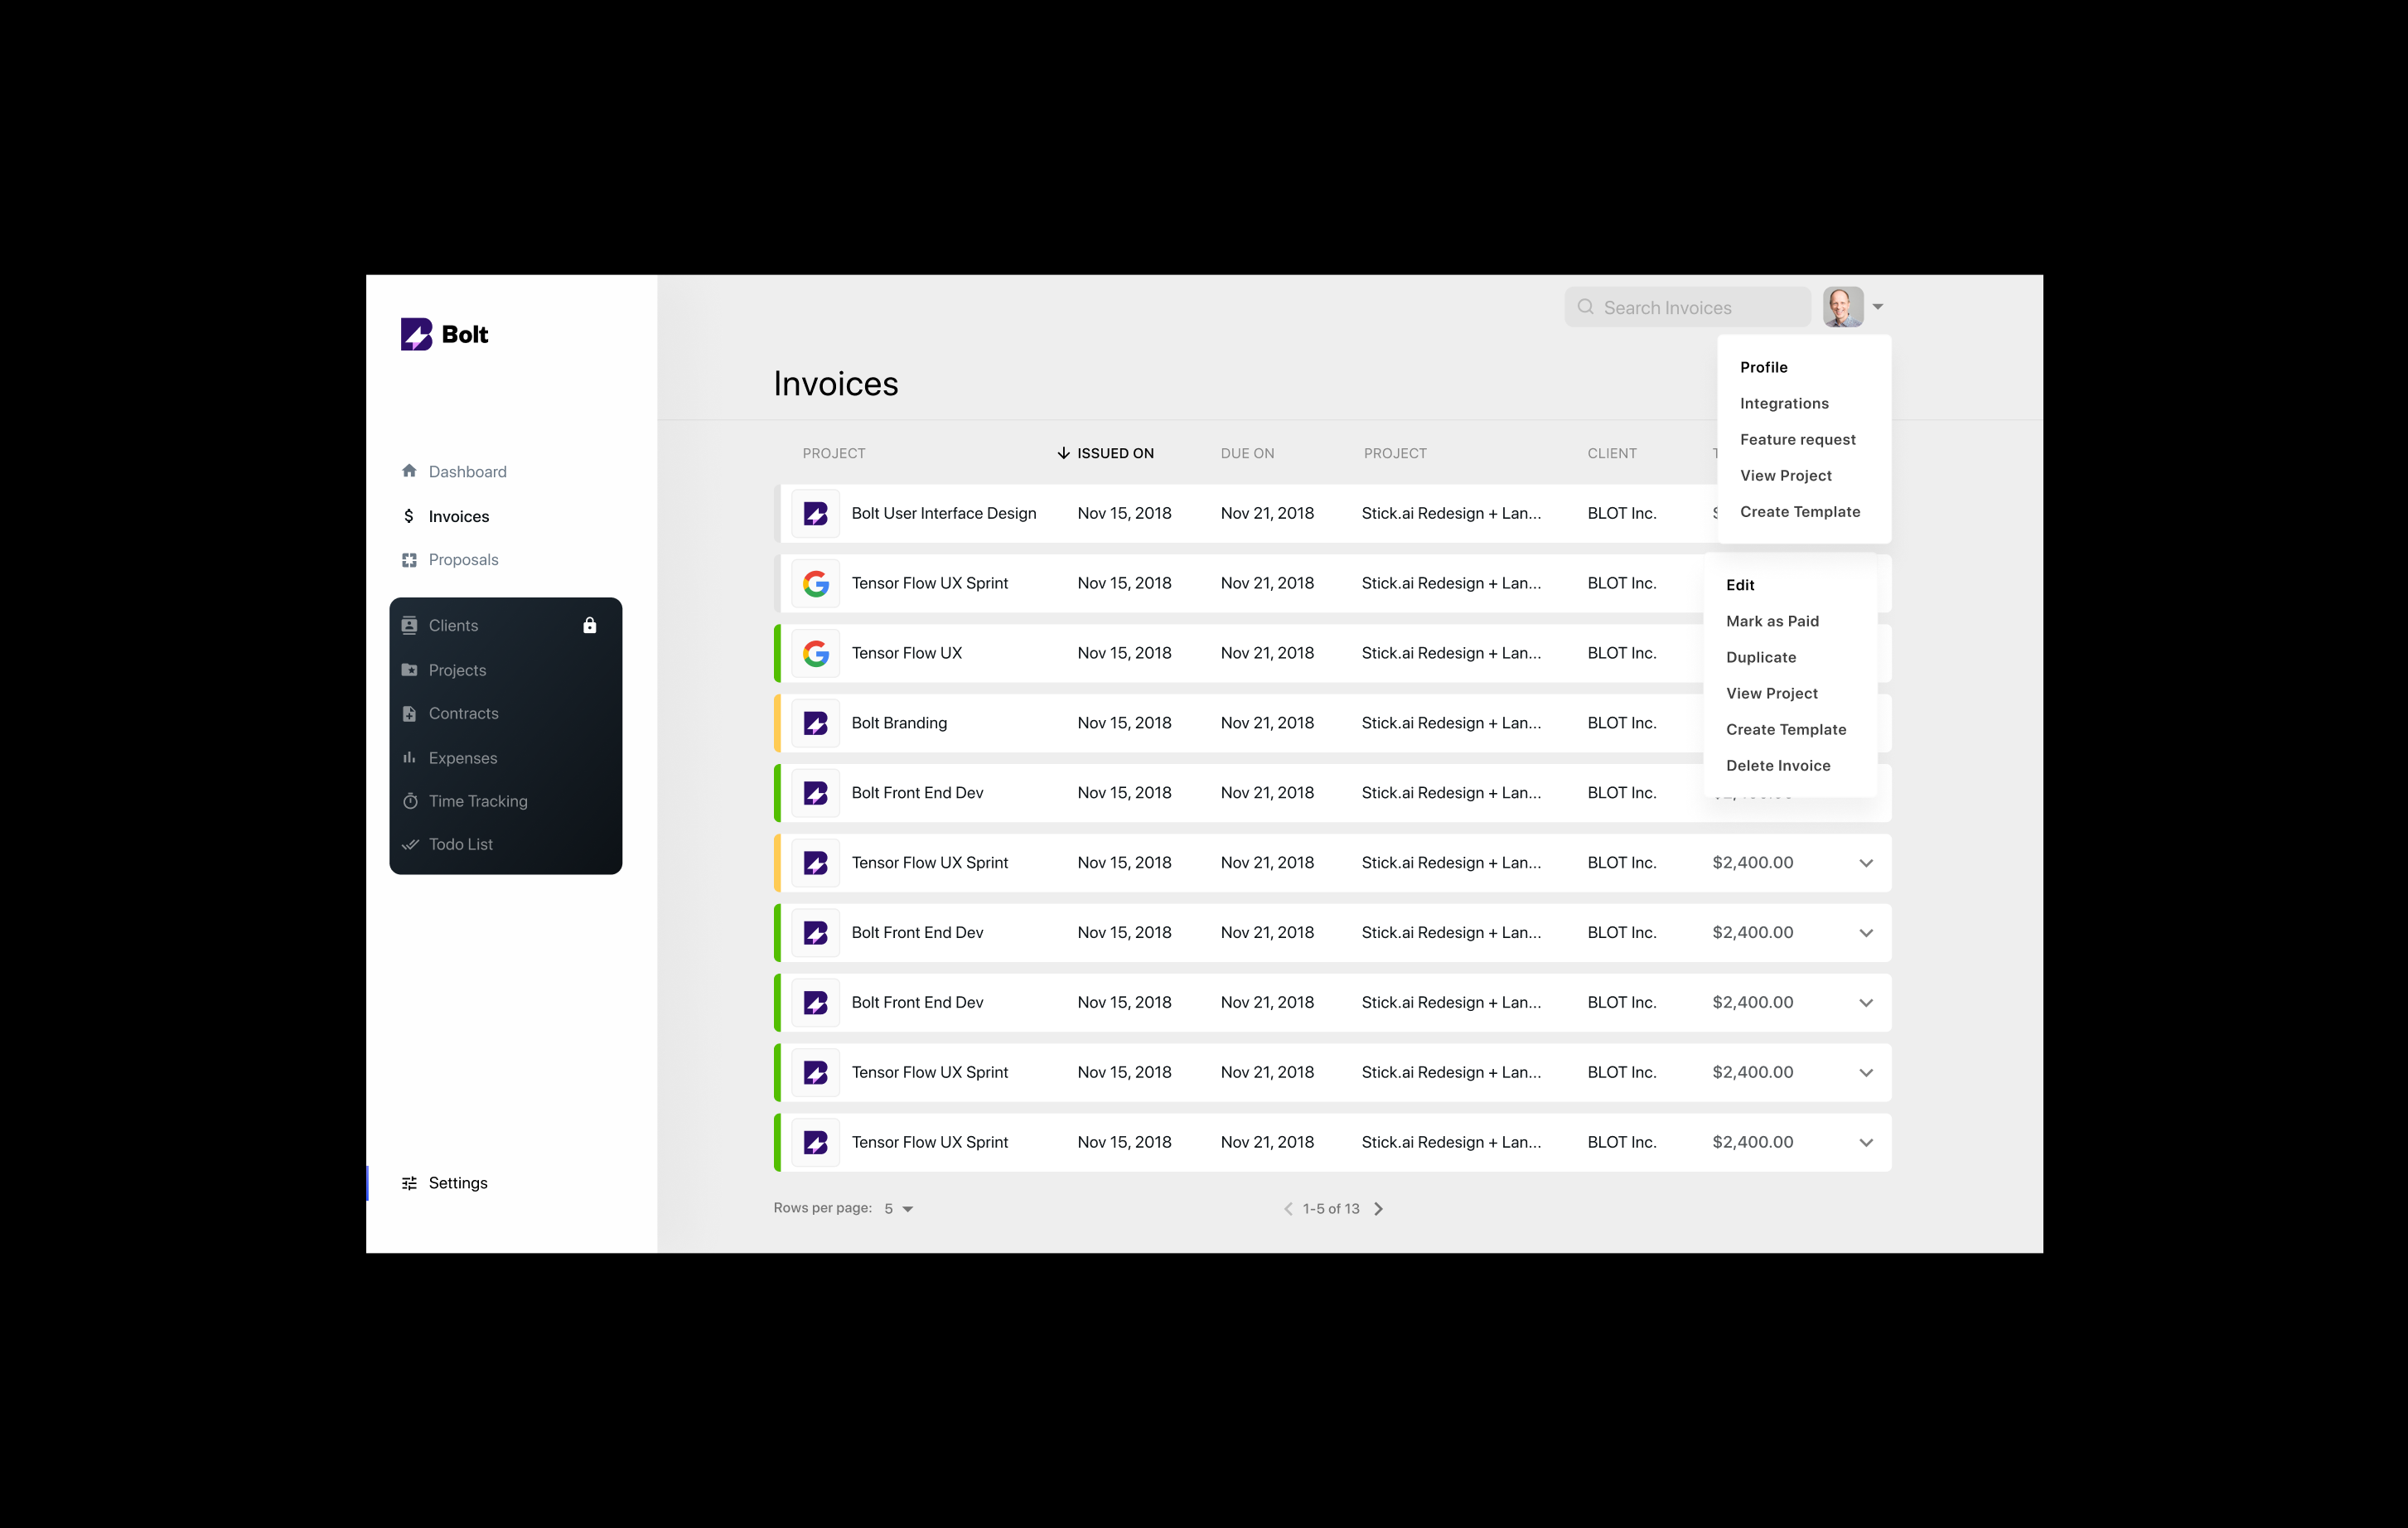 Bolt
Dashboard
Invoices
Proposals
Clients
Projects
Contracts
Expenses
Time Tracking
Todo List
Settings
Search Invoices
Invoices
Profile
Integrations
Feature request
View Project
Create Template
PROJECT ISSUED ON DUE ON PROJECT CLIENT
Bolt User Interface Design Nov 15, 2018 Nov 21, 2018 Stick.ai Redesign + Lan... BLOT Inc.
Tensor Flow UX Sprint Nov 15, 2018 Nov 21, 2018 Stick.ai Redesign + Lan... BLOT Inc.
Tensor Flow UX Nov 15, 2018 Nov 21, 2018 Stick.ai Redesign + Lan... BLOT Inc.
Bolt Branding Nov 15, 2018 Nov 21, 2018 Stick.ai Redesign + Lan... BLOT Inc.
Bolt Front End Dev Nov 15, 2018 Nov 21, 2018 Stick.ai Redesign + Lan... BLOT Inc.
Edit
Mark as Paid
Duplicate
View Project
Create Template
Delete Invoice
Tensor Flow UX Sprint Nov 15, 2018 Nov 21, 2018 Stick.ai Redesign + Lan... BLOT Inc. $2,400.00
Bolt Front End Dev Nov 15, 2018 Nov 21, 2018 Stick.ai Redesign + Lan... BLOT Inc. $2,400.00
Bolt Front End Dev Nov 15, 2018 Nov 21, 2018 Stick.ai Redesign + Lan... BLOT Inc. $2,400.00
Tensor Flow UX Sprint Nov 15, 2018 Nov 21, 2018 Stick.ai Redesign + Lan... BLOT Inc. $2,400.00
Tensor Flow UX Sprint Nov 15, 2018 Nov 21, 2018 Stick.ai Redesign + Lan... BLOT Inc. $2,400.00
Rows per page: 5 1-5 of 13